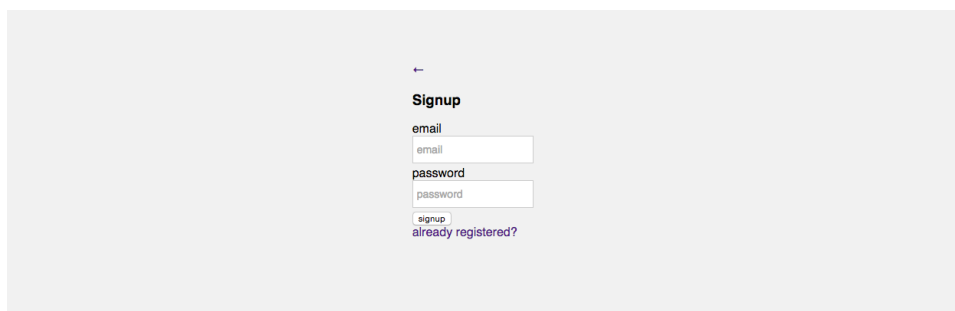 ←
Signup
email
email
password
password
signup
already registered?